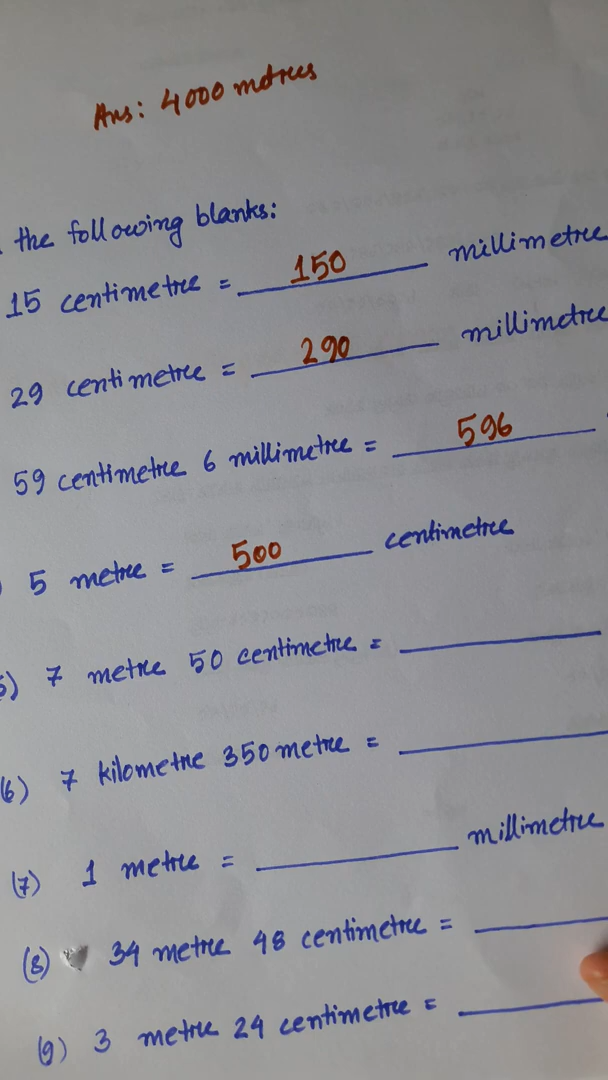 Ans: 4000 metres
the following blanks:
15 centimetre = 150 millimetre
29 centimetre = 290 millimetre
59 centimetre 6 millimetre = 596
5 metre = 500 centimetre
5) 7 metre 50 centimetre =
(6) 7 kilometre 350 metre =
(7) 1 metre = millimetre
(8) 34 metre 48 centimetre =
(9) 3 metre 24 centimetre =